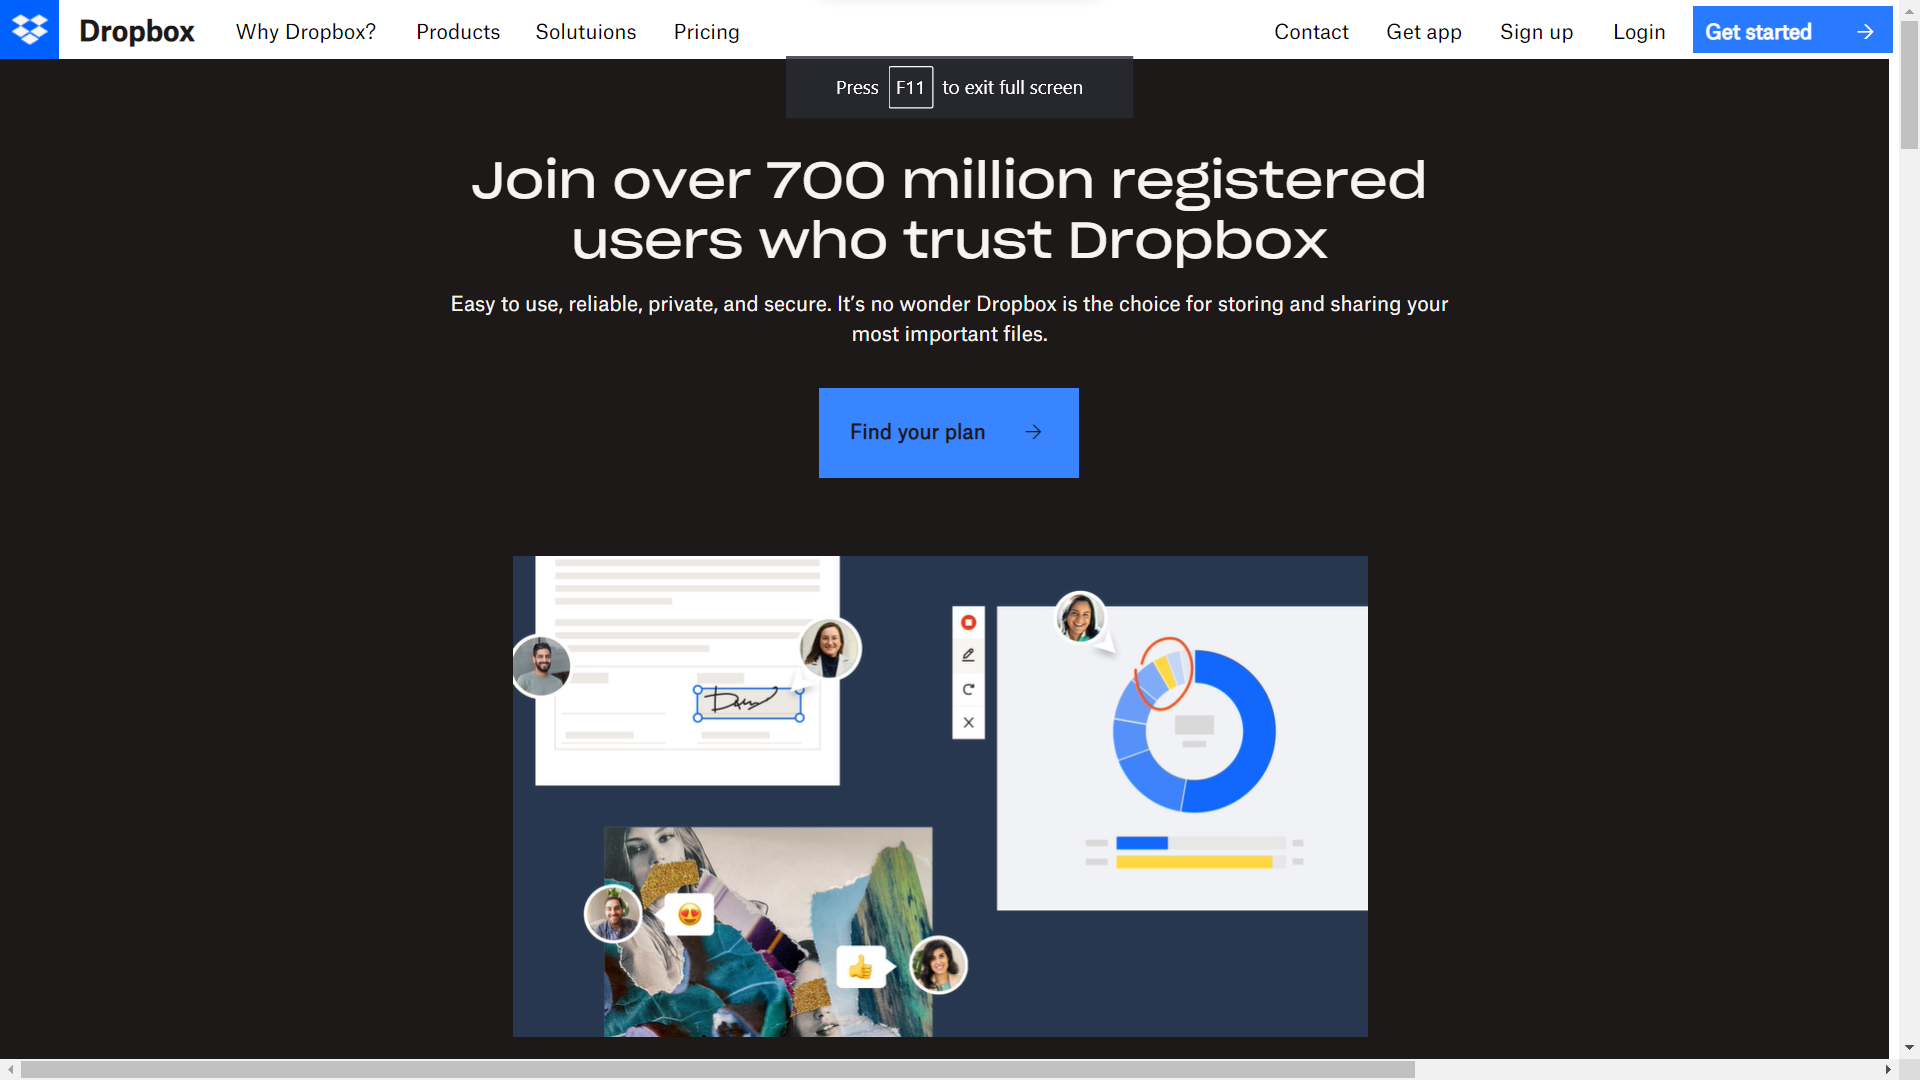 Dropbox
Why Dropbox?
Products
Solutuions
Pricing
Contact
Get app
Sign up
Login
Get started
Press F11 to exit full screen
Join over 700 million registered
users who trust Dropbox
Easy to use, reliable, private, and secure. It’s no wonder Dropbox is the choice for storing and sharing your
most important files.
Find your plan